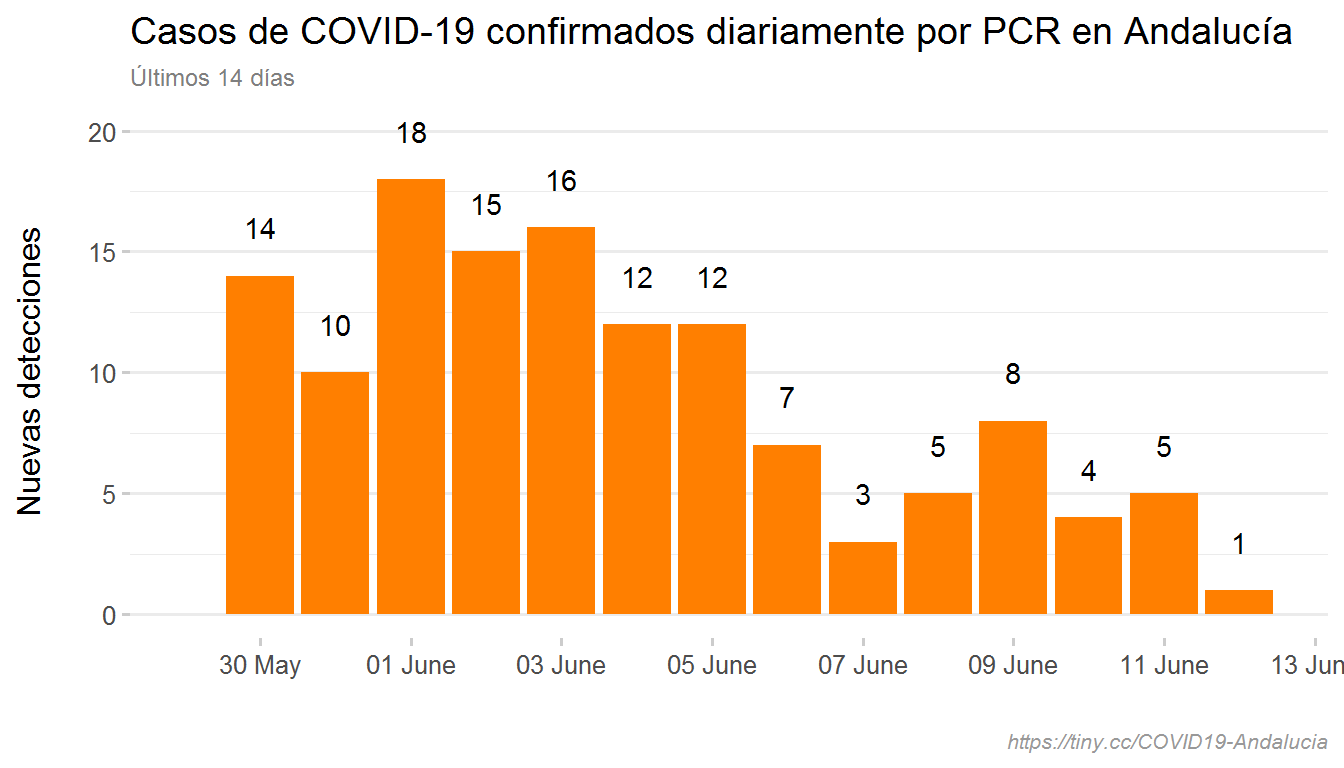 Casos de COVID-19 confirmados diariamente por PCR en Andalucía
Últimos 14 días
Nuevas detecciones
20
15
10
5
0
14
10
18
15
16
12
12
7
3
5
8
4
5
1
30 May
01 June
03 June
05 June
07 June
09 June
11 June
13 Jun
https://tiny.cc/COVID19-Andalucia